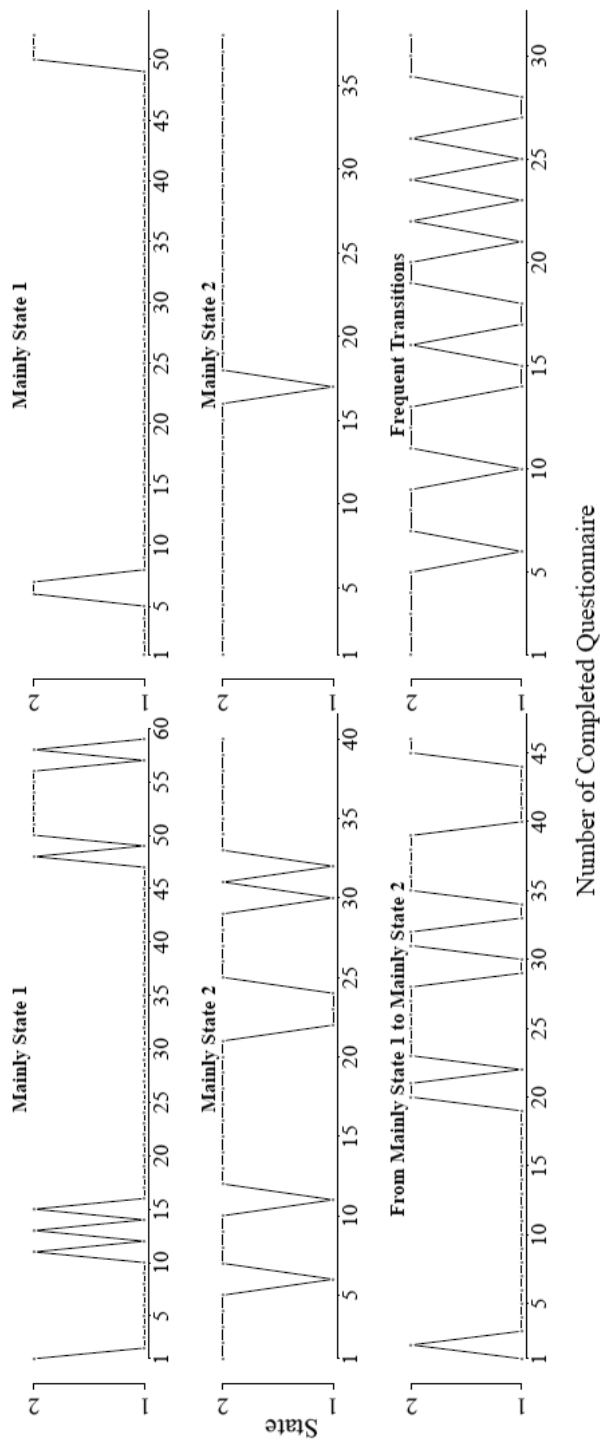 Mainly State 1
2
1
1 5 10 15 20 25 30 35 40 45 50 55 60
Mainly State 1
2
1
1 5 10 15 20 25 30 35 40 45 50
State
Mainly State 2
2
1
1 5 10 15 20 25 30 35 40
Mainly State 2
2
1
1 5 10 15 20 25 30 35
From Mainly State 1 to Mainly State 2
2
1
1 5 10 15 20 25 30 35 40 45
Frequent Transitions
2
1
1 5 10 15 20 25 30
Number of Completed Questionnaire